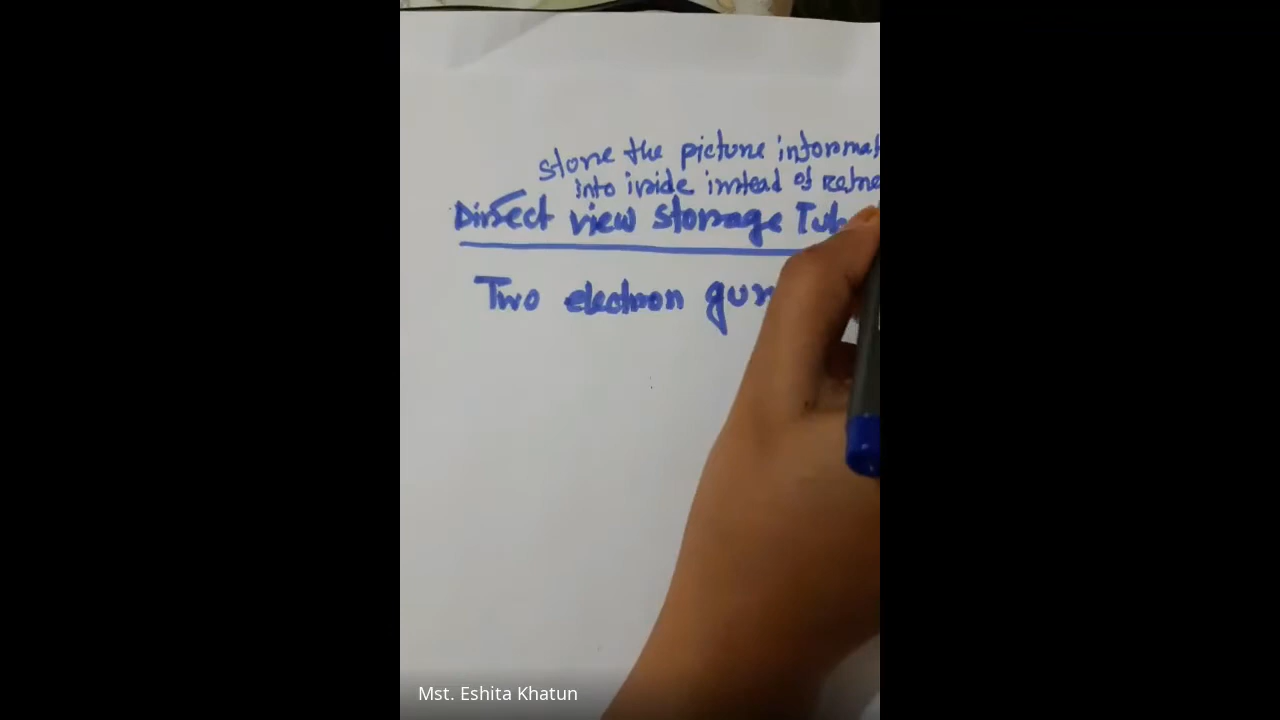 store the picture informat
into inside instead of refre
Direct view storage Tub
Two electron gun
Mst. Eshita Khatun